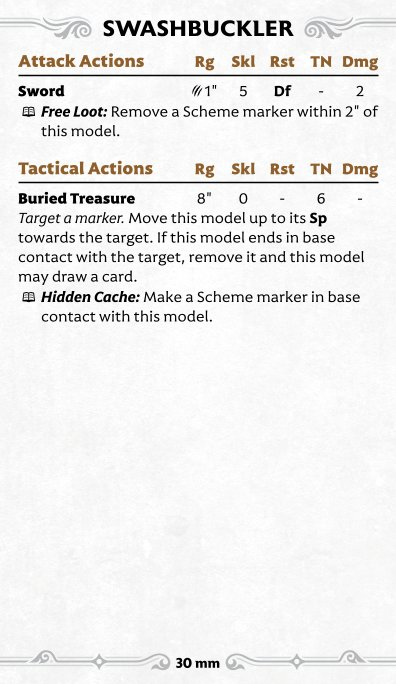 SWASHBUCKLER
Attack Actions Rg Skl Rst TN Dmg
Sword 1" 5 Df - 2
Free Loot: Remove a Scheme marker within 2" of
this model.
Tactical Actions Rg Skl Rst TN Dmg
Buried Treasure 8" 0 - 6 -
Target a marker. Move this model up to its Sp
towards the target. If this model ends in base
contact with the target, remove it and this model
may draw a card.
Hidden Cache: Make a Scheme marker in base
contact with this model.
30 mm